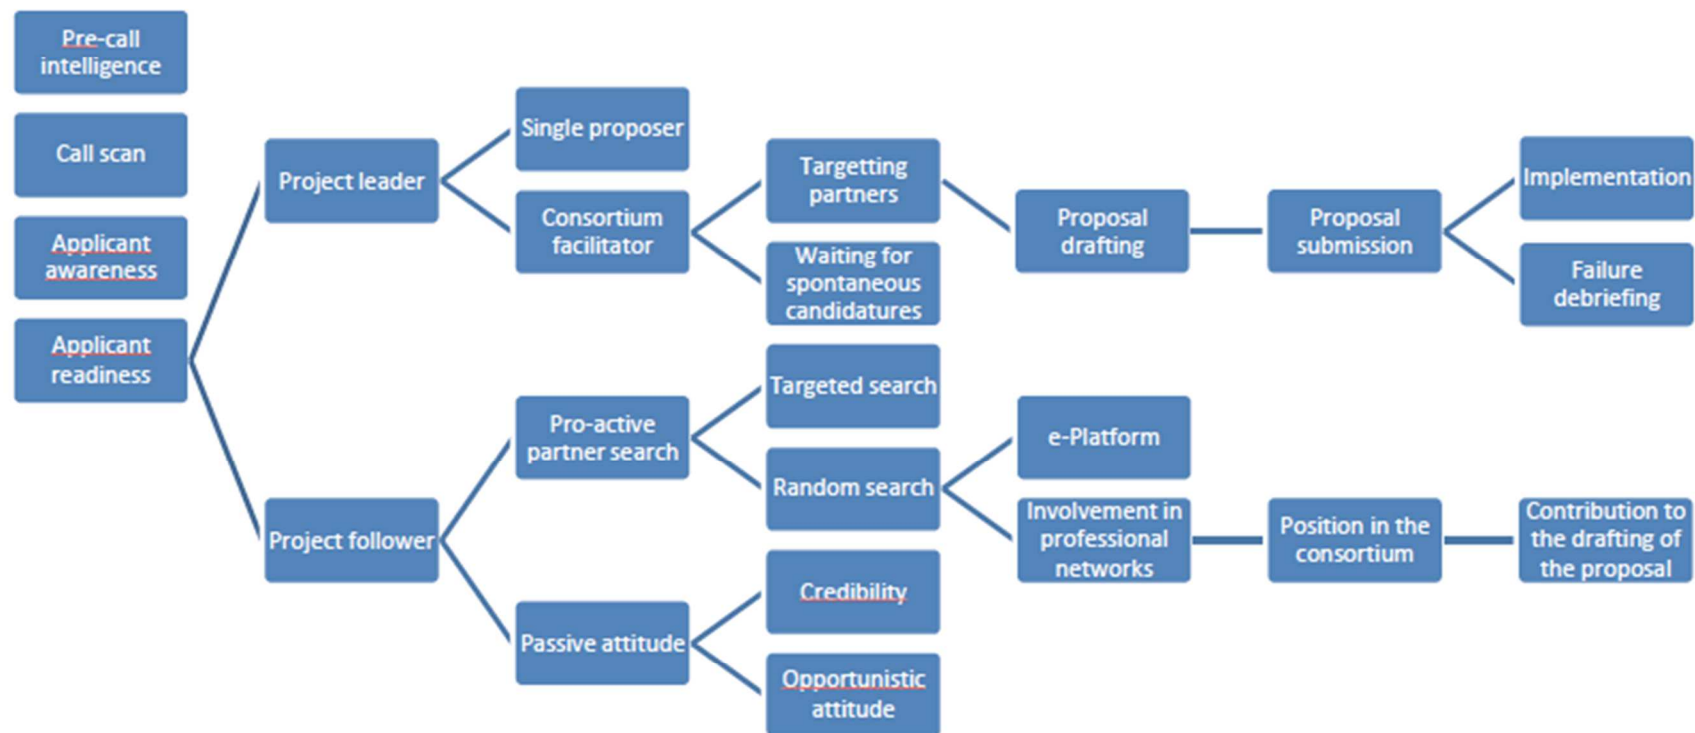 Pre-call
intelligence
Call scan
Applicant
awareness
Applicant
readiness
Project leader
Project follower
Single proposer
Consortium
facilitator
Pro-active
partner search
Passive attitude
Targetting
partners
Waiting for
spontaneous
candidatures
Targeted search
Random search
Credibility
Opportunistic
attitude
Proposal
drafting
e-Platform
Involvement in
professional
networks
Proposal
submission
Position in the
consortium
Implementation
Failure
debriefing
Contribution to
the drafting of
the proposal